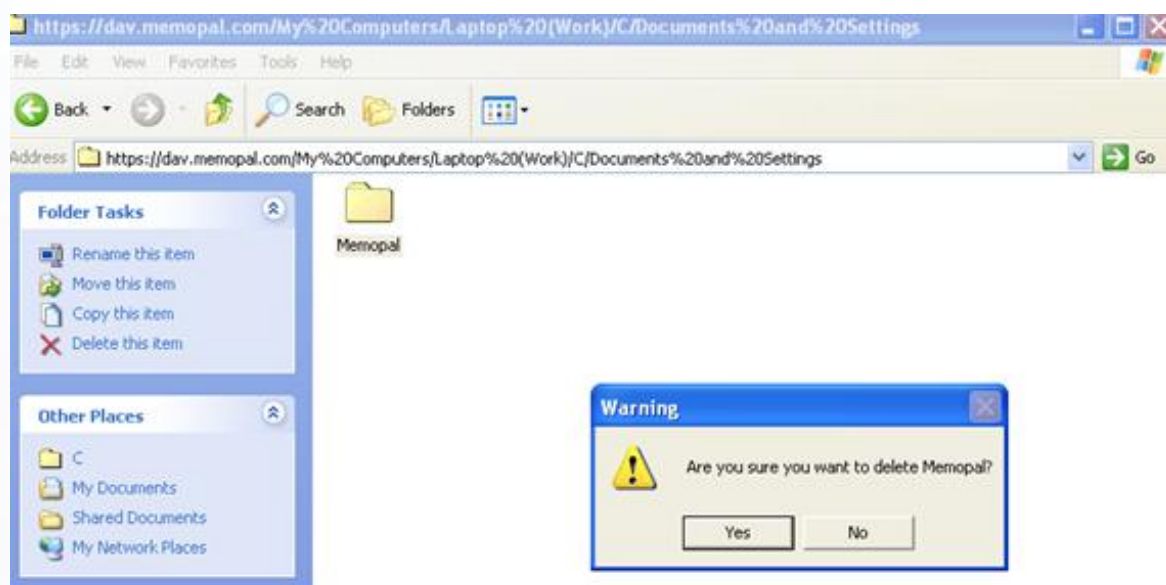 https://dav.memopal.com/My%20Computers/Laptop%20(Work)/C/Documents%20and%20Settings
File Edit View Favorites Tools Help
Back Search Folders
Address https://dav.memopal.com/My%20Computers/Laptop%20(Work)/C/Documents%20and%20Settings Go
Folder Tasks
Rename this item
Move this item
Copy this item
Delete this item
Other Places
C
My Documents
Shared Documents
My Network Places
Memopal
Warning
Are you sure you want to delete Memopal?
Yes No